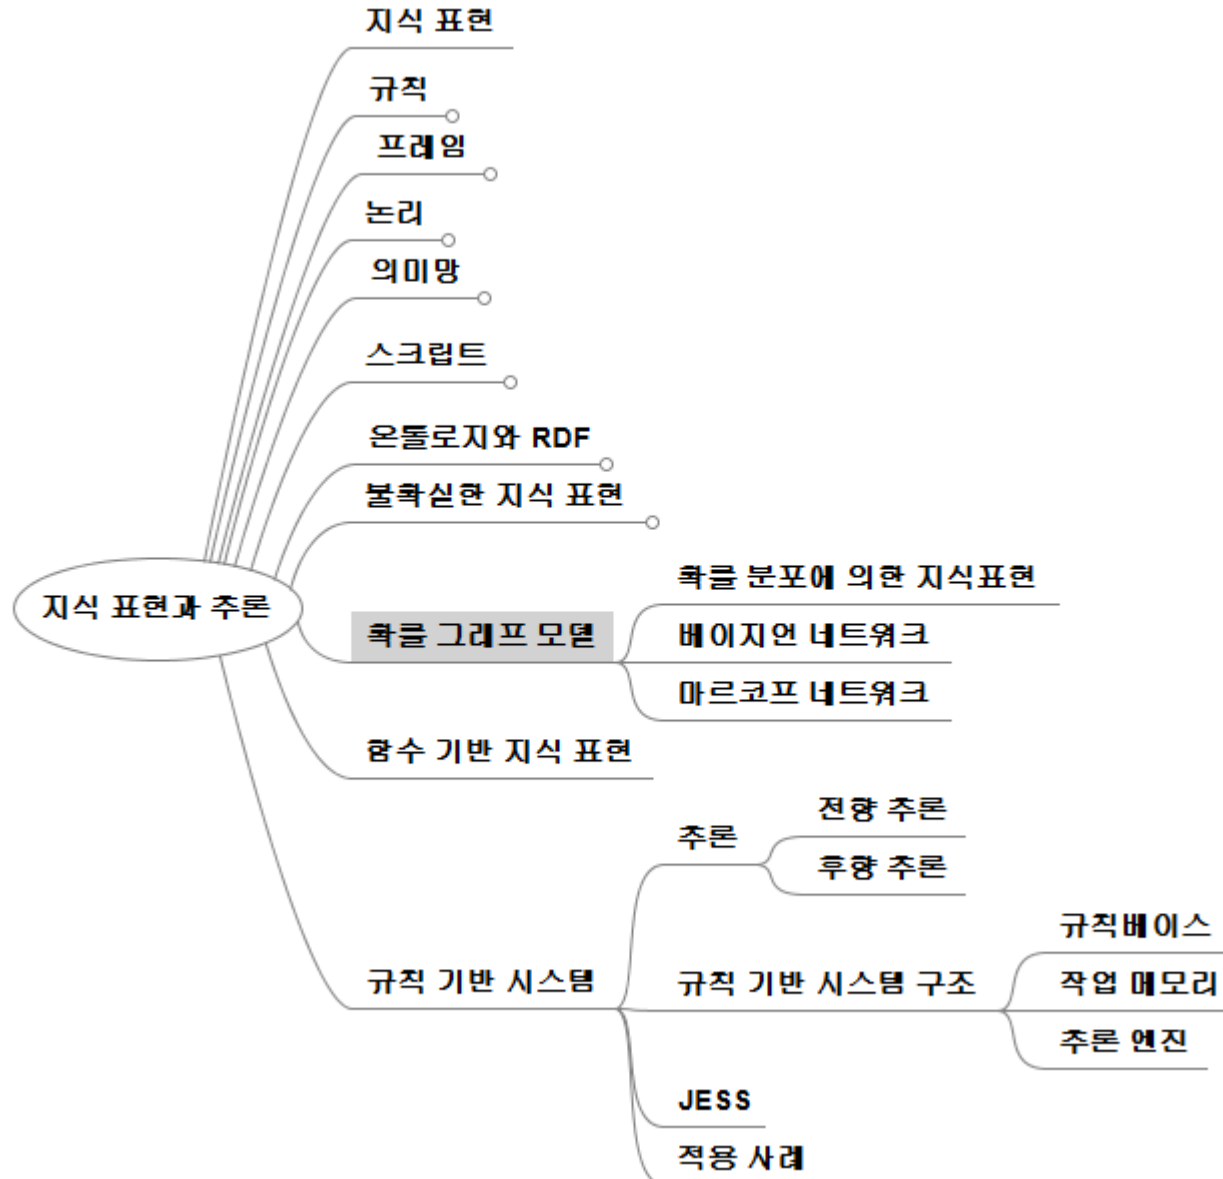 지식 표현
규칙
프레임
논리
의미망
스크립트
온톨로지와 RDF
불확실한 지식 표현
지식 표현과 추론
확률 그래프 모델
확률 분포에 의한 지식표현
베이지언 네트워크
마르코프 네트워크
함수 기반 지식 표현
규칙 기반 시스템
추론
전향 추론
후향 추론
규칙 기반 시스템 구조
규칙베이스
작업 메모리
추론 엔진
JESS
적용 사례